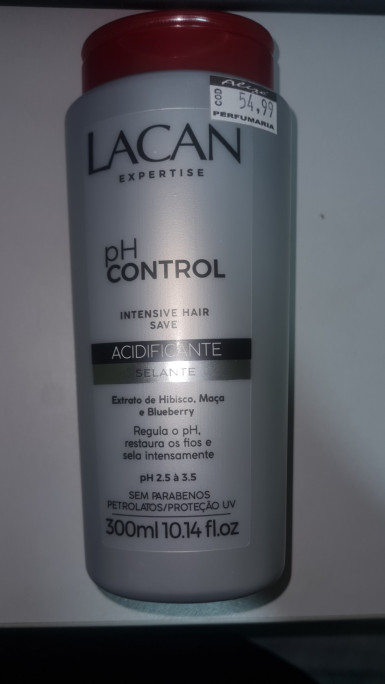 Alise
COD
54,99
PERFUMARIA
LACAN
EXPERTISE
pH
CONTROL
INTENSIVE HAIR
SAVE
ACIDIFICANTE
SELANTE
Extrato de Hibisco, Maça
e Blueberry
Regula o pH,
restaura os fios e
sela intensamente
pH 2.5 à 3.5
SEM PARABENOS
PETROLATOS/PROTEÇÃO UV
300ml 10.14 fl.oz